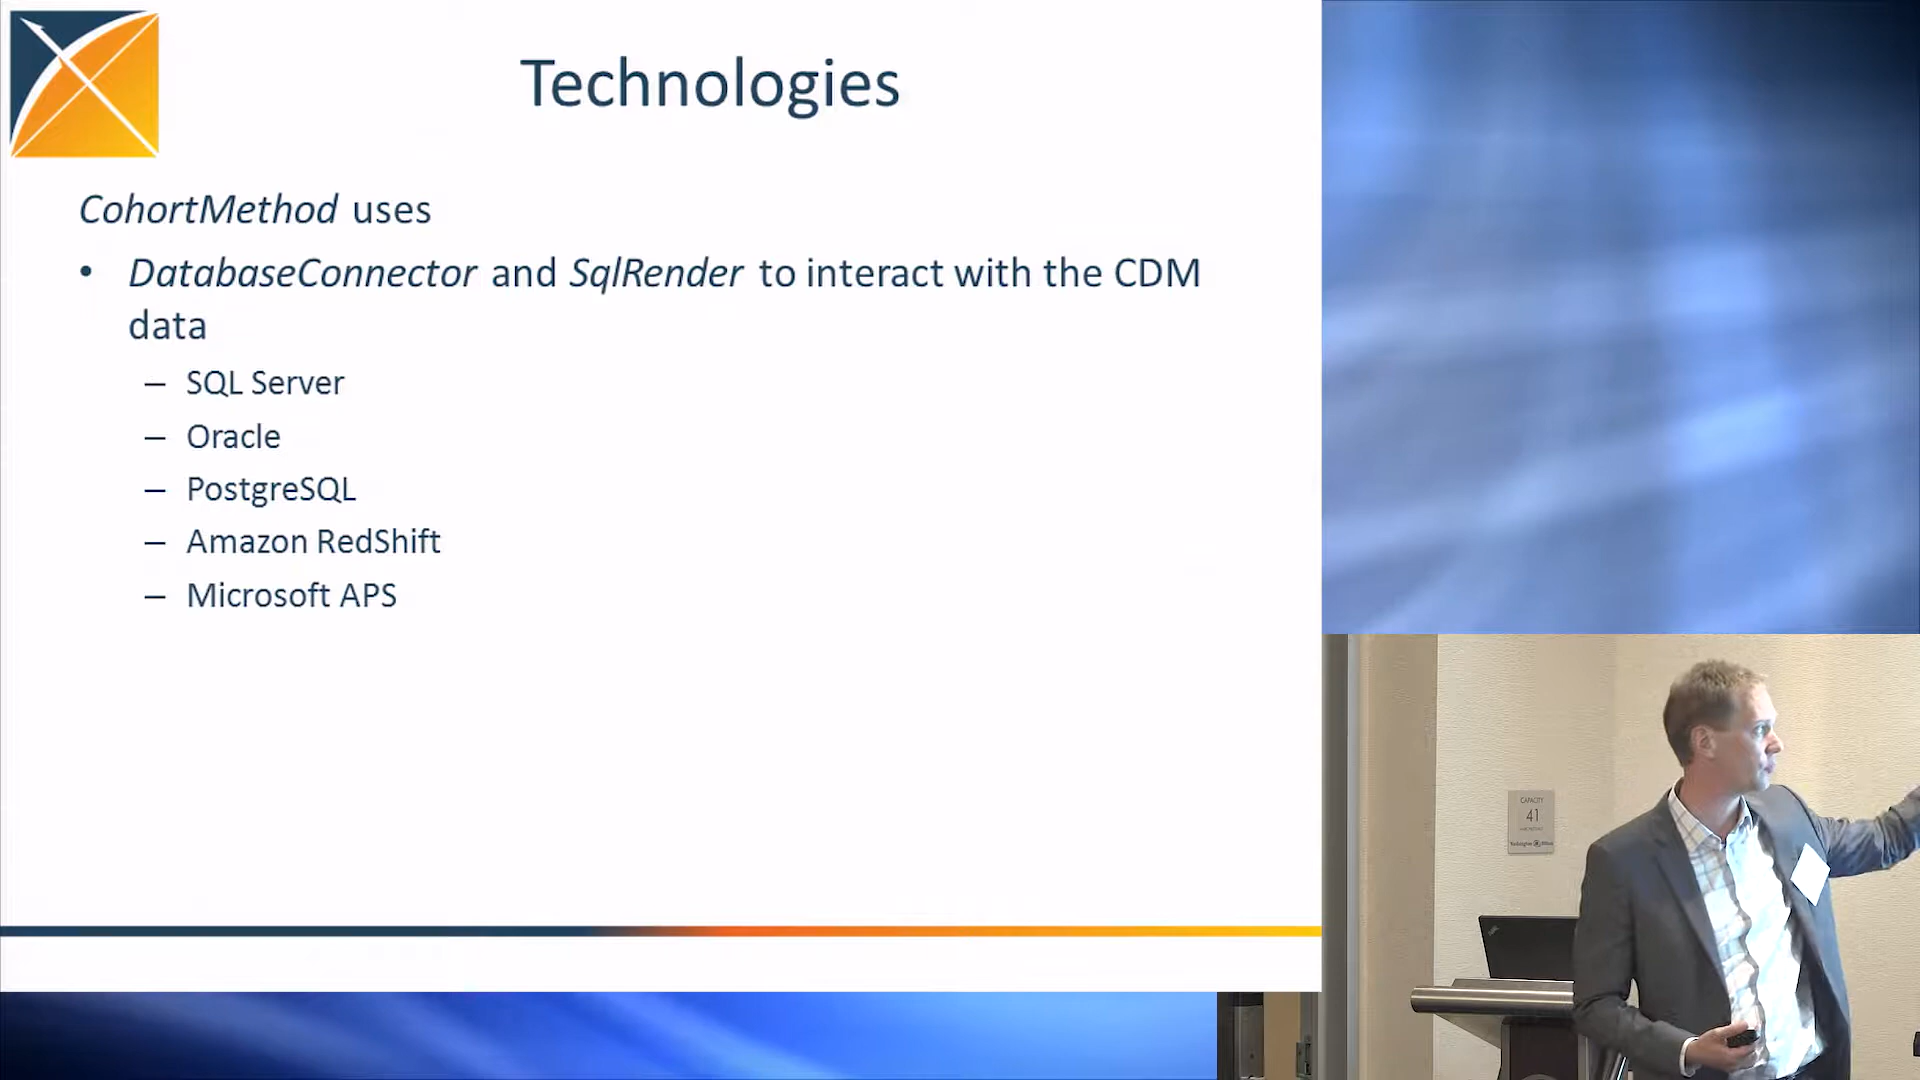 Technologies
CohortMethod uses
• DatabaseConnector and SqlRender to interact with the CDM
data
– SQL Server
– Oracle
– PostgreSQL
– Amazon RedShift
– Microsoft APS
CAPACITY
41